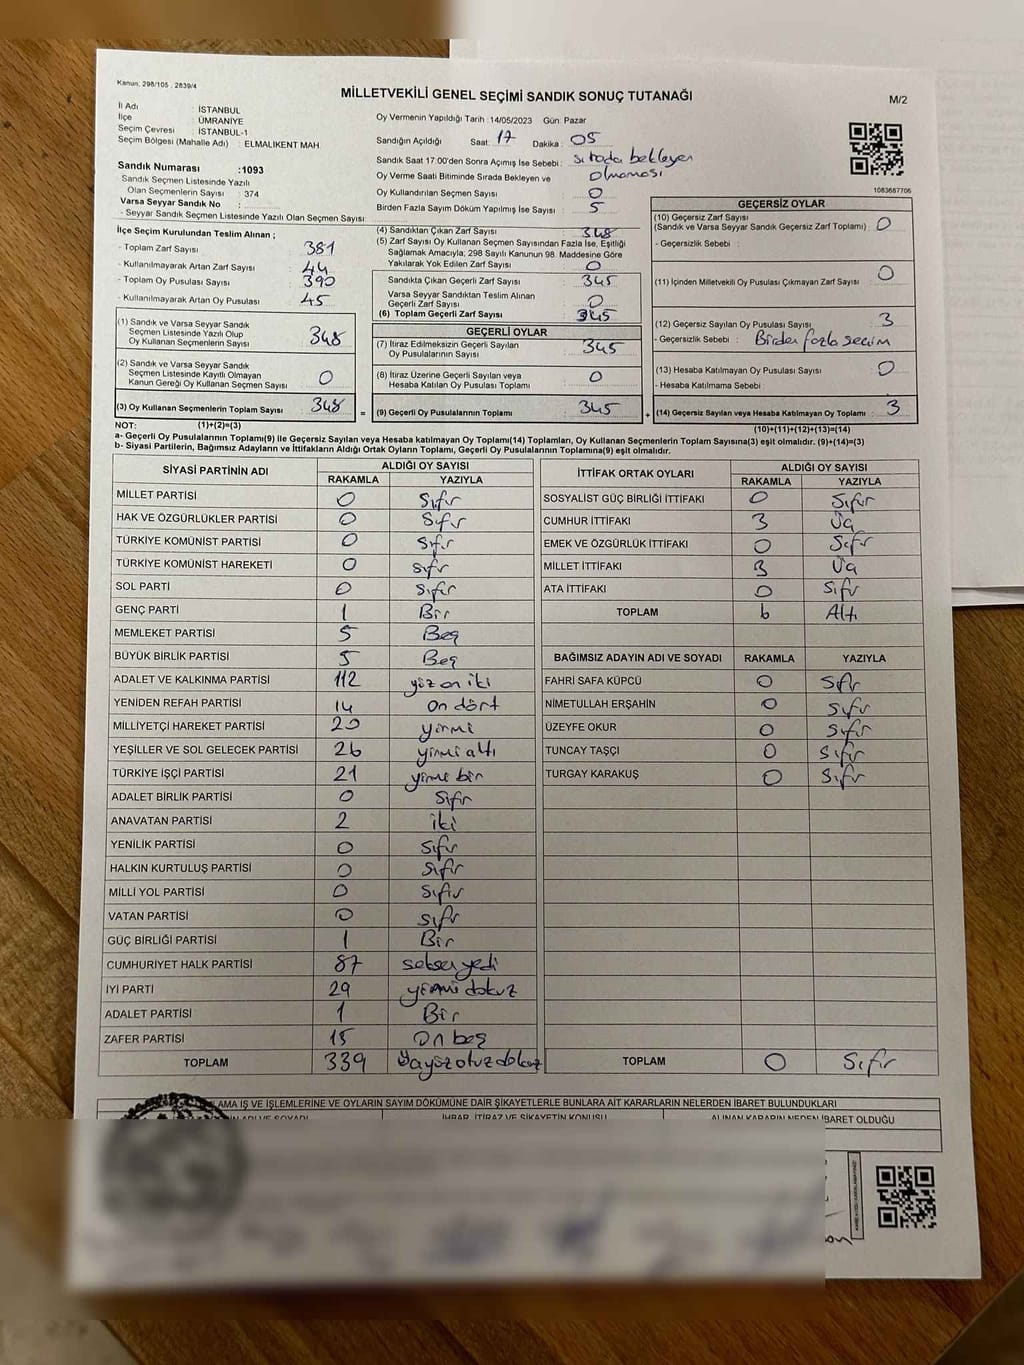 Kanun, 298/105 , 2839/4
MİLLETVEKİLİ GENEL SEÇİMİ SANDIK SONUÇ TUTANAĞI
M/2
İl Adı : İSTANBUL
İlçe : ÜMRANİYE
Seçim Çevresi : İSTANBUL-1
Seçim Bölgesi (Mahalle Adı) : ELMALIKENT MAH
Oy Vermenin Yapıldığı Tarih :14/05/2023 Gün: Pazar
Sandığın Açıldığı Saat: 17 Dakika : 05
Sandık Saat 17:00'den Sonra Açımış İse Sebebi : sırada bekleyen
Oy Verme Saati Bitiminde Sırada Bekleyen ve olmaması
Oy Kullandırılan Seçmen Sayısı : 0
Birden Fazla Sayım Döküm Yapılmış İse Sayısı : 5
1083687706
Sandık Numarası :1093
Sandık Seçmen Listesinde Yazılı
Olan Seçmenlerin Sayısı : 374
Varsa Seyyar Sandık No :
- Seyyar Sandık Seçmen Listesinde Yazılı Olan Seçmen Sayısı:
İlçe Seçim Kurulundan Teslim Alınan ;
- Toplam Zarf Sayısı : 381
- Kullanılmayarak Artan Zarf Sayısı : 44
- Toplam Oy Pusulası Sayısı : 390
- Kullanılmayarak Artan Oy Pusulası : 45
(1) Sandık ve Varsa Seyyar Sandık
Seçmen Listesinde Yazılı Olup
Oy Kullanan Seçmenlerin Sayısı : 348
(2) Sandık ve Varsa Seyyar Sandık
Seçmen Listesinde Kayıtlı Olmayan
Kanun Gereği Oy Kullanan Seçmen Sayısı : 0
(3) Oy Kullanan Seçmenlerin Toplam Sayısı : 348
(1)+(2)=(3)
(4) Sandıktan Çıkan Zarf Sayısı : 348
(5) Zarf Sayısı Oy Kullanan Seçmen Sayısından Fazla İse, Eşitliği
Sağlamak Amacıyla, 298 Sayılı Kanunun 98. Maddesine Göre
Yakılarak Yok Edilen Zarf Sayısı : 0
Sandıkta Çıkan Geçerli Zarf Sayısı : 345
Varsa Seyyar Sandıktan Teslim Alınan
Geçerli Zarf Sayısı : 0
(6) Toplam Geçerli Zarf Sayısı : 345
GEÇERLİ OYLAR
(7) İtiraz Edilmeksizin Geçerli Sayılan
Oy Pusulalarının Sayısı : 345
(8) İtiraz Üzerine Geçerli Sayılan veya
Hesaba Katılan Oy Pusulası Toplamı : 0
= (9) Geçerli Oy Pusulalarının Toplamı : 345
GEÇERSİZ OYLAR
(10) Geçersiz Zarf Sayısı
(Sandık ve Varsa Seyyar Sandık Geçersiz Zarf Toplamı) : 0
- Geçersizlik Sebebi :
(11) İçinden Milletvekili Oy Pusulası Çıkmayan Zarf Sayısı : 0
(12) Geçersiz Sayılan Oy Pusulası Sayısı : 3
- Geçersizlik Sebebi : Birden fazla seçim
(13) Hesaba Katılmayan Oy Pusulası Sayısı : 0
- Hesaba Katılmama Sebebi :
+ (14) Geçersiz Sayılan veya Hesaba Katılmayan Oy Toplamı : 3
(10)+(11)+(12)+(13)=(14)
NOT:
a- Geçerli Oy Pusulalarının Toplamı(9) ile Geçersiz Sayılan veya Hesaba katılmayan Oy Toplamı(14) Toplamları, Oy Kullanan Seçmenlerin Toplam Sayısına(3) eşit olmalıdır. (9)+(14)=(3)
b- Siyasi Partilerin, Bağımsız Adayların ve İttifakların Aldığı Ortak Oyların Toplamı, Geçerli Oy Pusulalarının Toplamına(9) eşit olmalıdır.
SİYASİ PARTİNİN ADI ALDIĞI OY SAYISI
RAKAMLA YAZIYLA
MİLLET PARTİSİ 0 Sıfır
HAK VE ÖZGÜRLÜKLER PARTİSİ 0 Sıfır
TÜRKİYE KOMÜNİST PARTİSİ 0 Sıfır
TÜRKİYE KOMÜNİST HAREKETİ 0 Sıfır
SOL PARTİ 0 Sıfır
GENÇ PARTİ 1 Bir
MEMLEKET PARTİSİ 5 Beş
BÜYÜK BİRLİK PARTİSİ 5 Beş
ADALET VE KALKINMA PARTİSİ 112 yüz on iki
YENİDEN REFAH PARTİSİ 14 on dört
MİLLİYETÇİ HAREKET PARTİSİ 20 yirmi
YEŞİLLER VE SOL GELECEK PARTİSİ 26 yirmi altı
TÜRKİYE İŞÇİ PARTİSİ 21 yirmi bir
ADALET BİRLİK PARTİSİ 0 Sıfır
ANAVATAN PARTİSİ 2 iki
YENİLİK PARTİSİ 0 Sıfır
HALKIN KURTULUŞ PARTİSİ 0 Sıfır
MİLLİ YOL PARTİSİ 0 Sıfır
VATAN PARTİSİ 0 Sıfır
GÜÇ BİRLİĞİ PARTİSİ 1 Bir
CUMHURİYET HALK PARTİSİ 87 seksen yedi
İYİ PARTİ 29 yirmi dokuz
ADALET PARTİSİ 1 Bir
ZAFER PARTİSİ 15 On beş
TOPLAM 339 Üçyüzotuzdokuz
İTTİFAK ORTAK OYLARI ALDIĞI OY SAYISI
RAKAMLA YAZIYLA
SOSYALİST GÜÇ BİRLİĞİ İTTİFAKI 0 Sıfır
CUMHUR İTTİFAKI 3 Üç
EMEK VE ÖZGÜRLÜK İTTİFAKI 0 Sıfır
MİLLET İTTİFAKI 3 Üç
ATA İTTİFAKI 0 Sıfır
TOPLAM 6 Altı
BAĞIMSIZ ADAYIN ADI VE SOYADI RAKAMLA YAZIYLA
FAHRİ SAFA KÜPCÜ 0 Sıfır
NİMETULLAH ERŞAHİN 0 Sıfır
ÜZEYFE OKUR 0 Sıfır
TUNCAY TAŞÇI 0 Sıfır
TURGAY KARAKUŞ 0 Sıfır
TOPLAM 0 Sıfır
LAMA İŞ VE İŞLEMLERİNE VE OYLARIN SAYIM DÖKÜMÜNE DAİR ŞİKAYETLERLE BUNLARA AİT KARARLARIN NELERDEN İBARET BULUNDUKLARI
İHBAR, İTİRAZ VE ŞİKAYETİN KONUSU ALINAN KARARIN NEDEN İBARET OLDUĞU